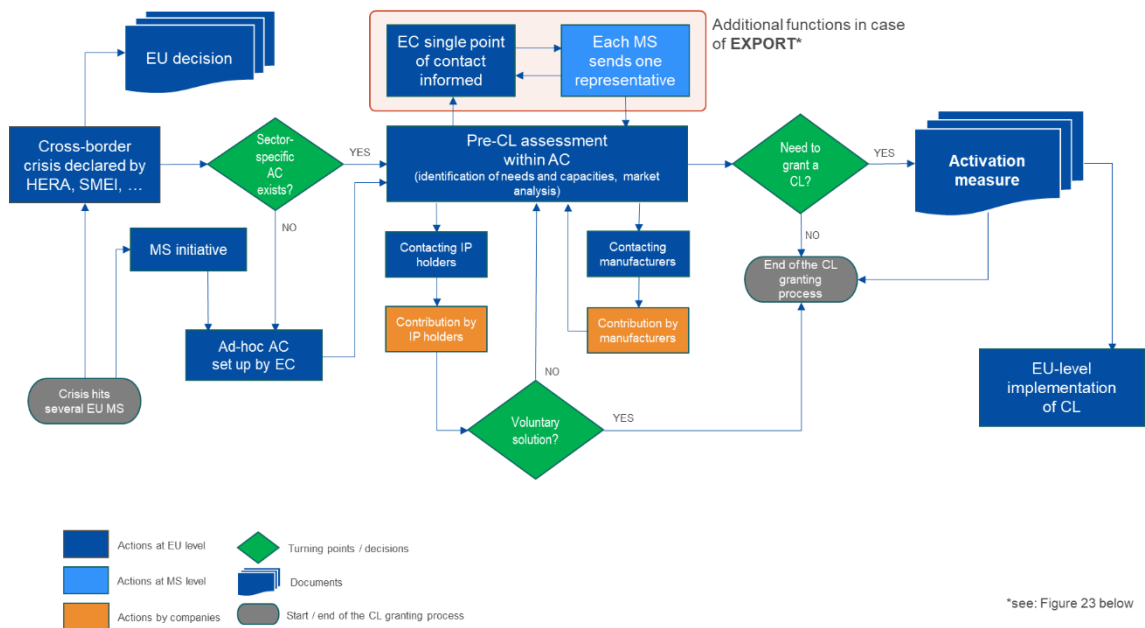 EU decision
EC single point
of contact
informed
Each MS
sends one
representative
Additional functions in case
of EXPORT*
Cross-border
crisis declared by
HERA, SMEI, …
Sector-
specific
AC
exists?
YES
NO
Pre-CL assessment
within AC
(identification of needs and capacities, market
analysis)
Need to
grant a
CL?
YES
NO
Activation
measure
MS initiative
Contacting IP
holders
Contacting
manufacturers
End of the CL
granting
process
Contribution by
IP holders
Contribution by
manufacturers
Ad-hoc AC
set up by EC
Crisis hits
several EU MS
NO
Voluntary
solution?
YES
EU-level
implementation
of CL
Actions at EU level
Turning points / decisions
Actions at MS level
Documents
Actions by companies
Start / end of the CL granting process
*see: Figure 23 below